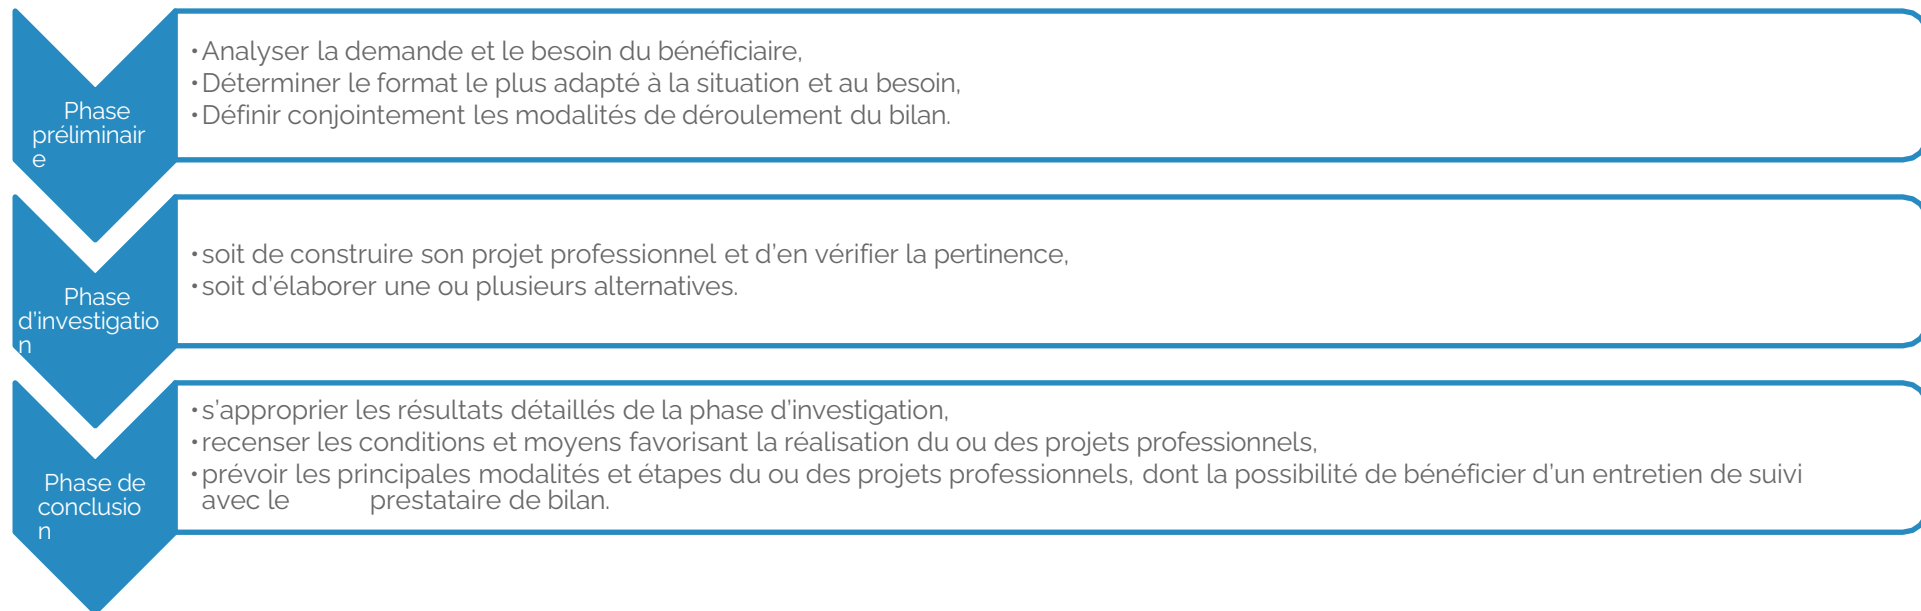 Phase
préliminair
e
•Analyser la demande et le besoin du bénéficiaire,
•Déterminer le format le plus adapté à la situation et au besoin,
•Définir conjointement les modalités de déroulement du bilan.
Phase
d'investigatio
n
•soit de construire son projet professionnel et d'en vérifier la pertinence,
•soit d'élaborer une ou plusieurs alternatives.
Phase de
conclusio
n
•s'approprier les résultats détaillés de la phase d'investigation,
•recenser les conditions et moyens favorisant la réalisation du ou des projets professionnels,
•prévoir les principales modalités et étapes du ou des projets professionnels, dont la possibilité de bénéficier d'un entretien de suivi
avec le prestataire de bilan.